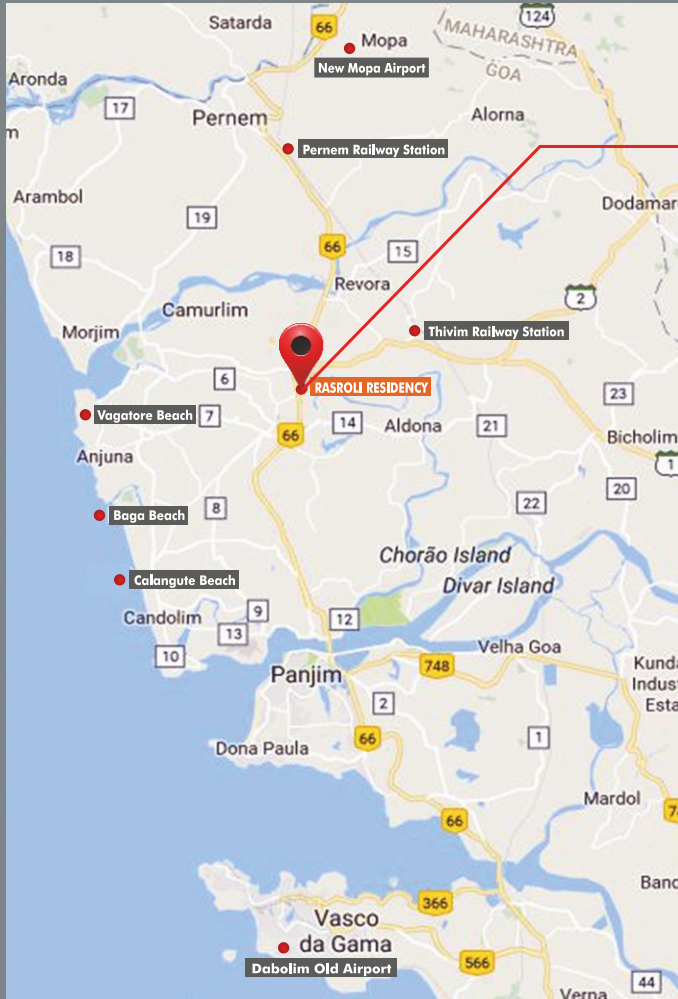 Satarda
66
Mopa
124
MAHARASHTRA
GOA
New Mopa Airport
Aronda
17
Pernem
Alorna
m
Pernem Railway Station
Arambol
19
Dodamar
18
66
15
Revora
2
Camurlim
Morjim
Thivim Railway Station
6
RASROLI RESIDENCY
23
Vagatore Beach
7
14
Aldona
21
66
Bicholim
Anjuna
1
20
22
8
Baga Beach
Chorão Island
Calangute Beach
Divar Island
9
Candolim
12
13
10
Velha Goa
748
Panjim
Kunda
Indus
Esta
2
66
1
Dona Paula
Mardol
66
74
Band
366
Vasco
da Gama
Dabolim Old Airport
566
44
Verna